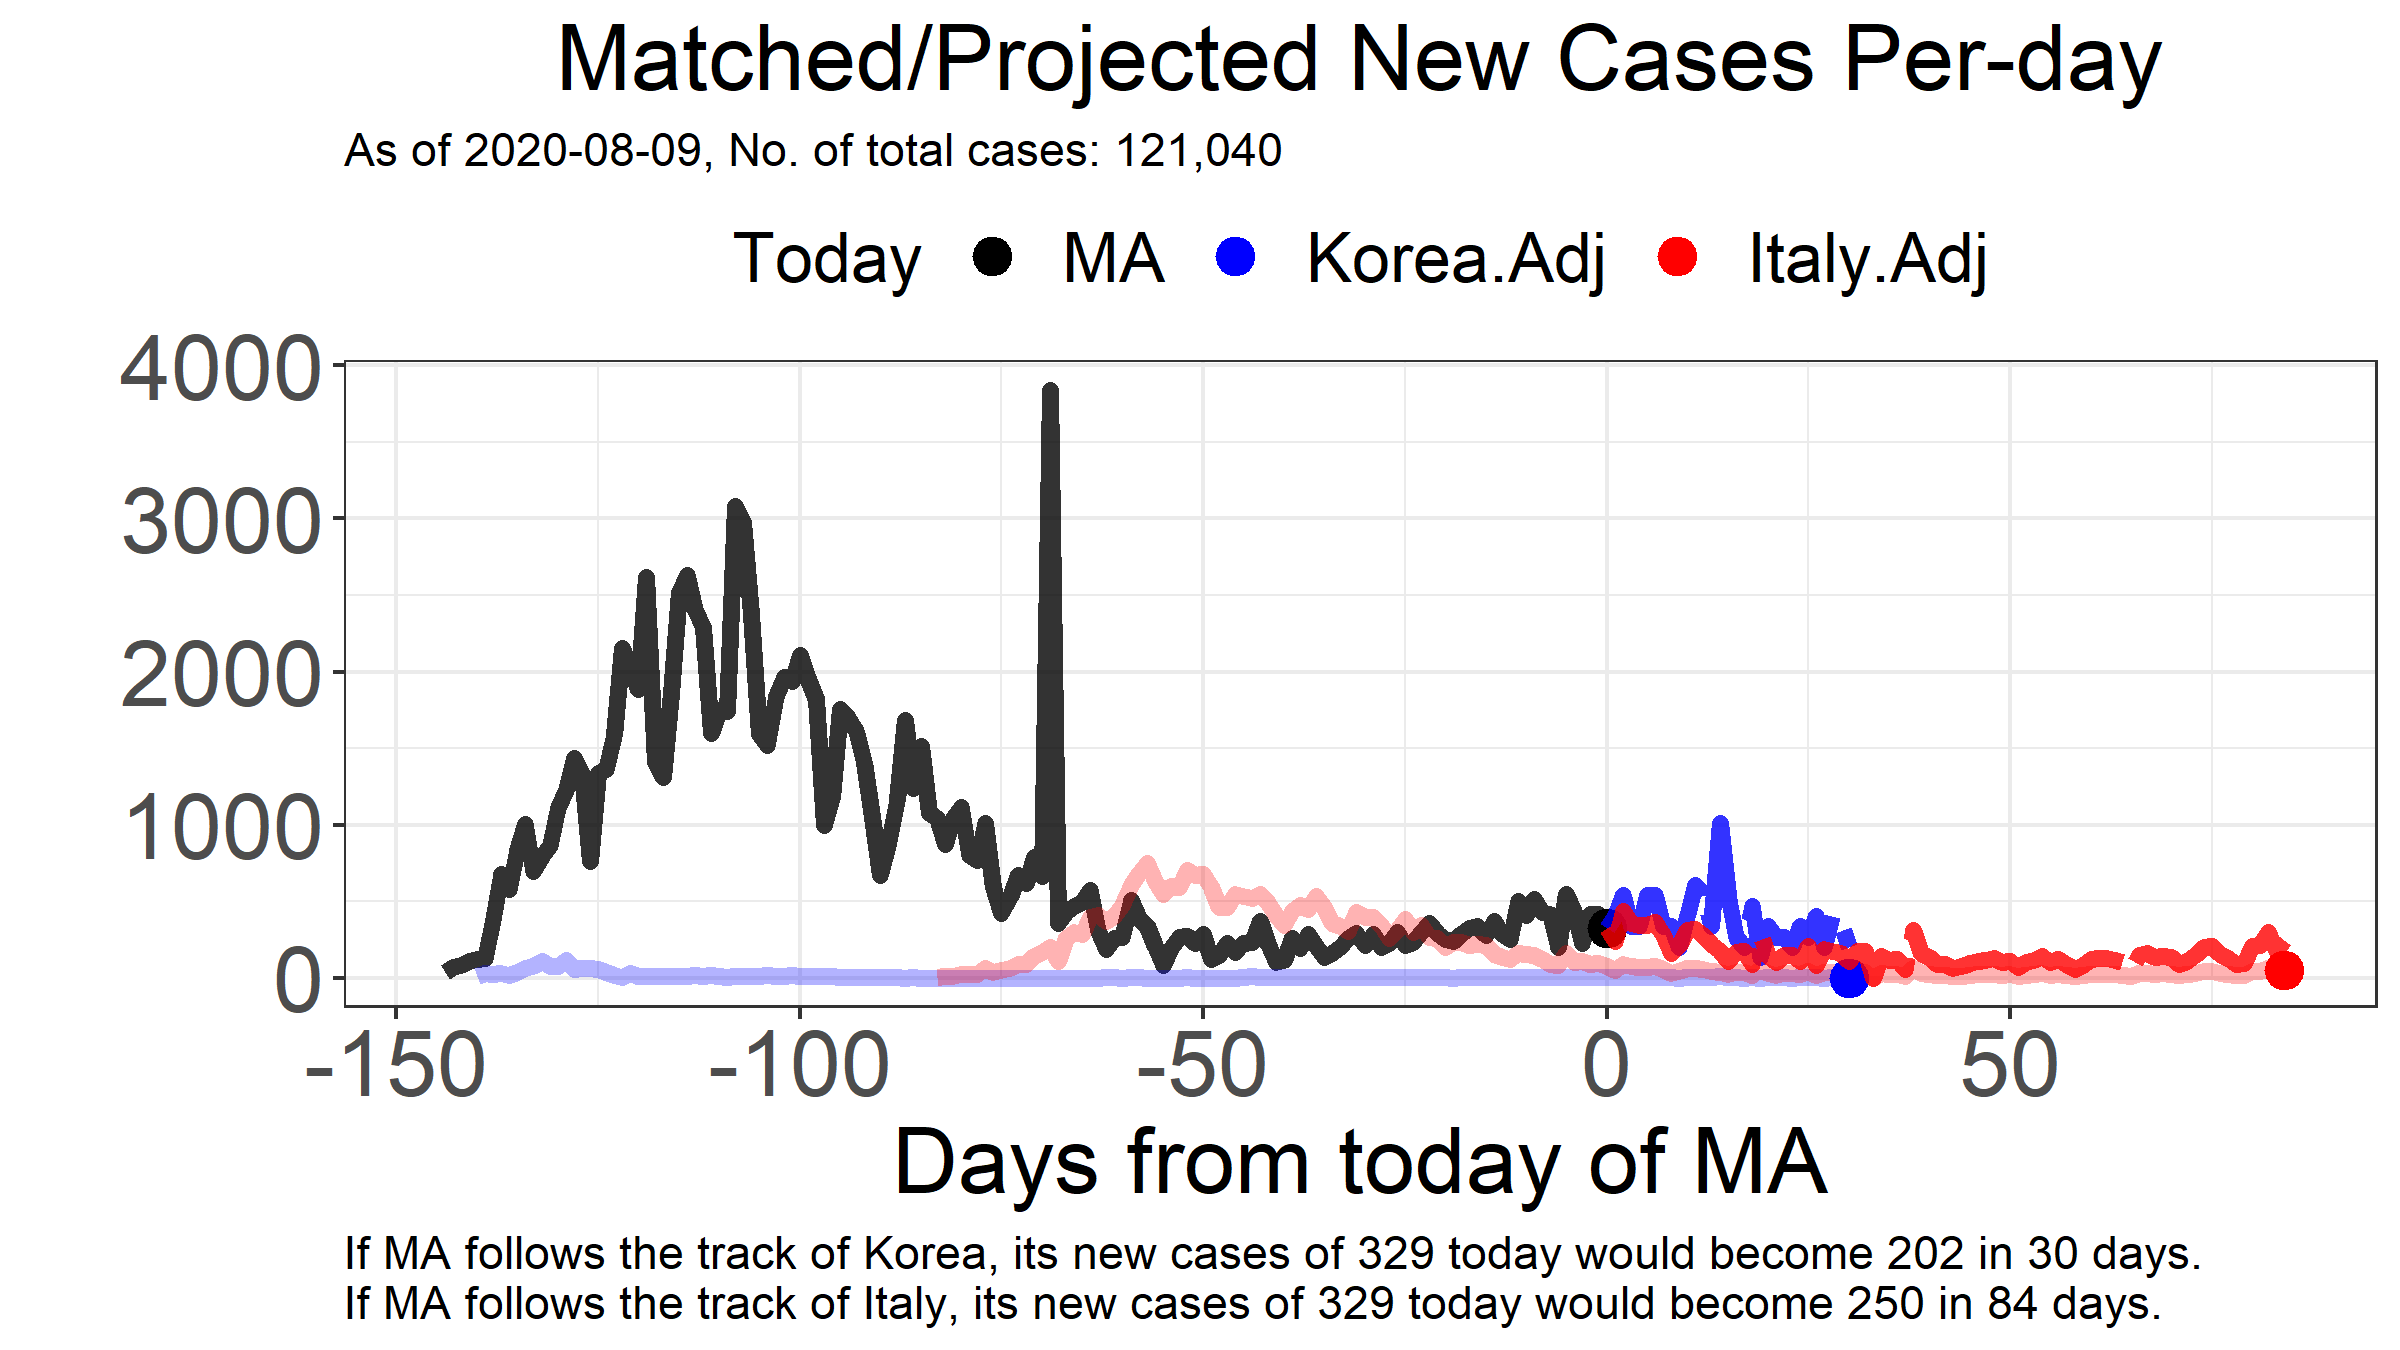 Matched/Projected New Cases Per-day
As of 2020-08-09, No. of total cases: 121,040
Today MA Korea.Adj Italy.Adj
4000
3000
2000
1000
0
-150 -100 -50 0 50
Days from today of MA
If MA follows the track of Korea, its new cases of 329 today would become 202 in 30 days.
If MA follows the track of Italy, its new cases of 329 today would become 250 in 84 days.